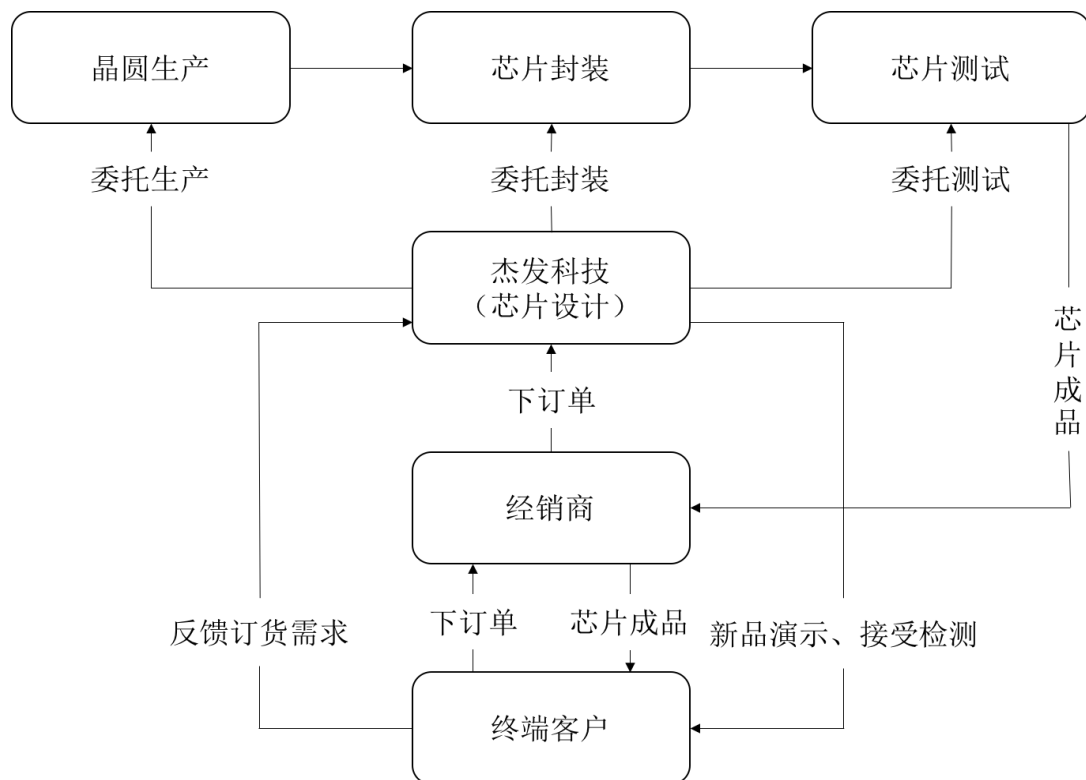 晶圆生产
芯片封装
芯片测试
委托生产
委托封装
委托测试
杰发科技
（芯片设计）
芯片成品
下订单
经销商
反馈订货需求
下订单
芯片成品
新品演示、接受检测
终端客户